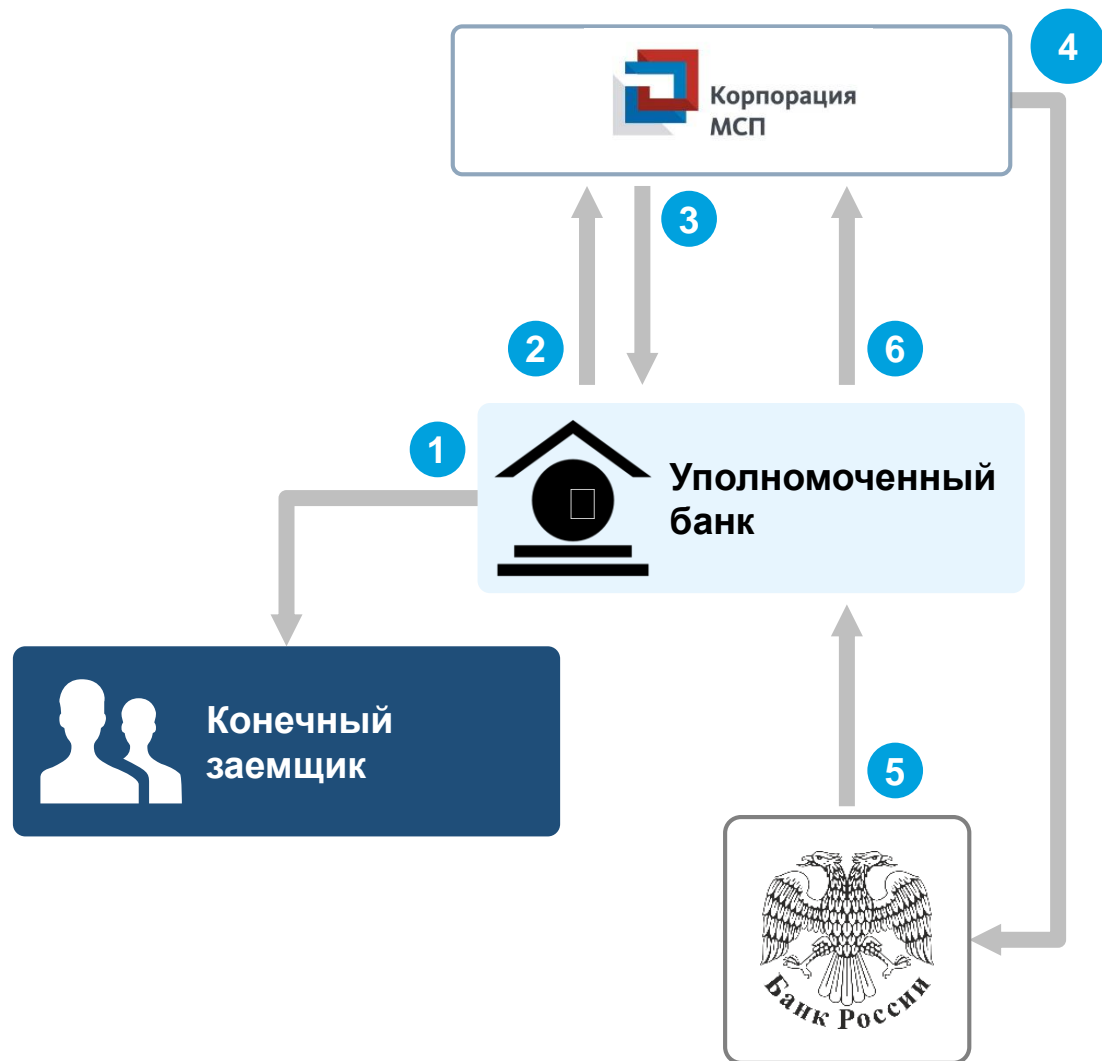 4
Корпорация
МСП
3
2
6
1
Уполномоченный
банк
Конечный
заемщик
5
Банк России